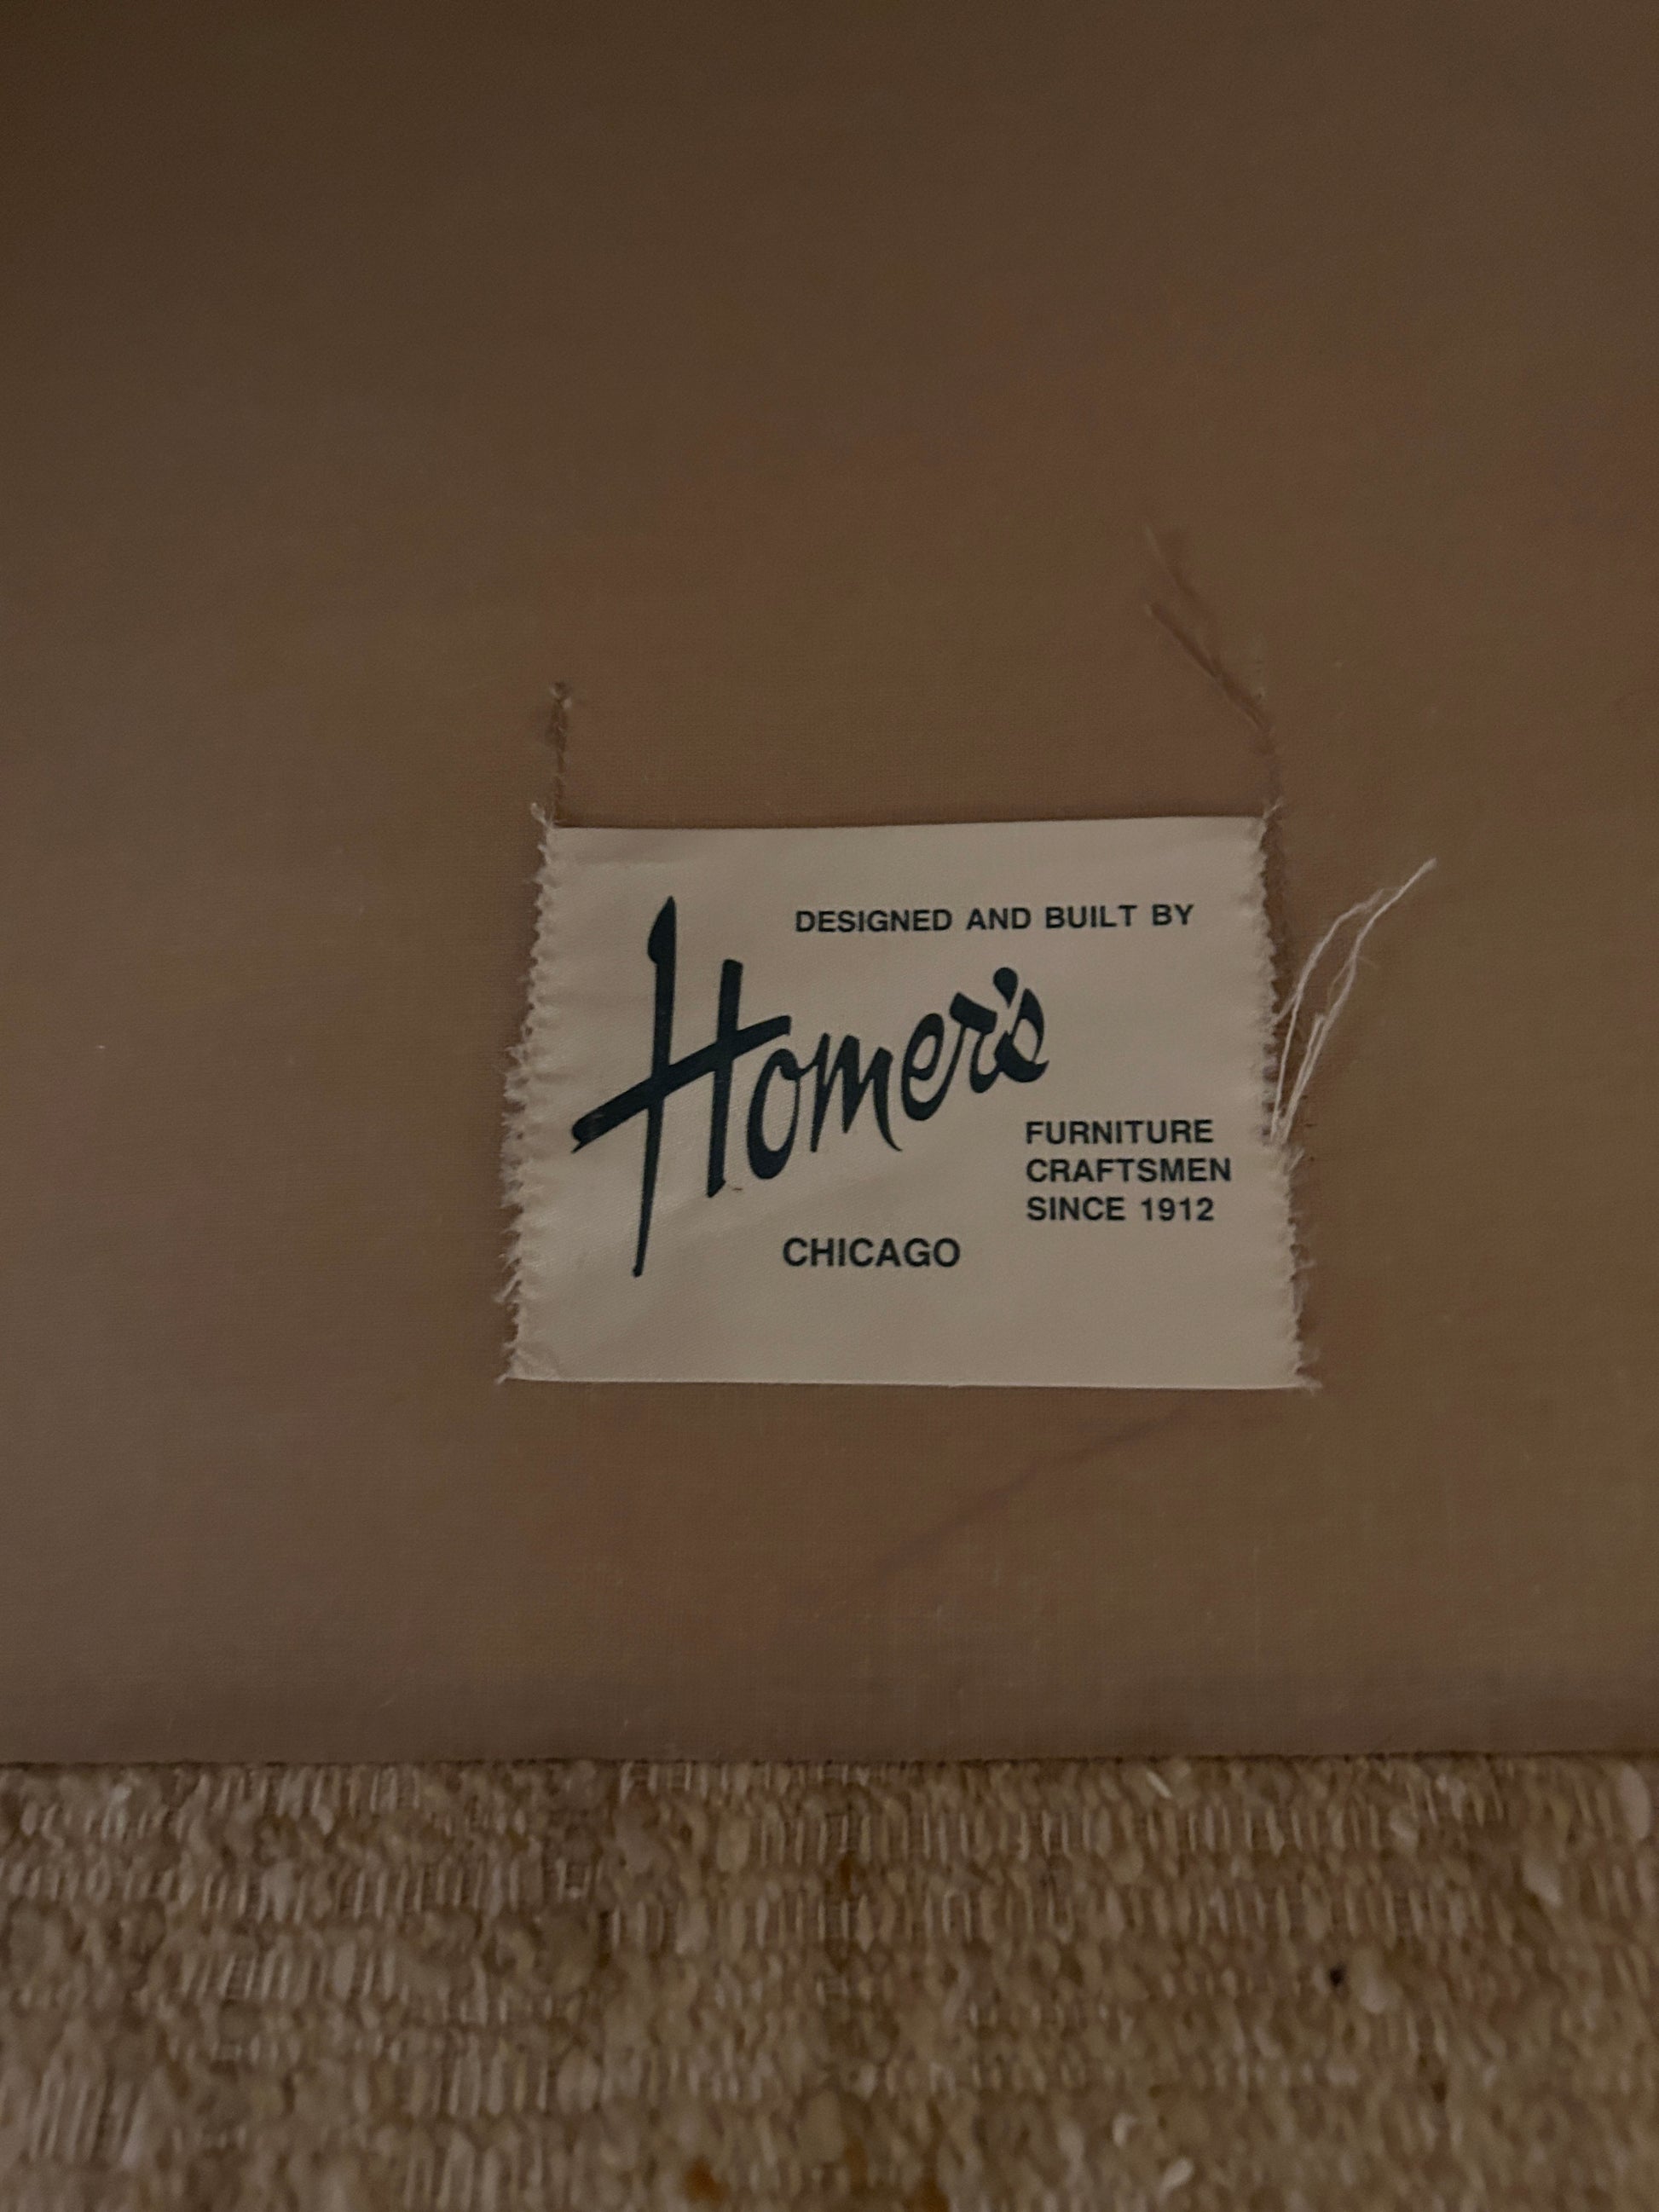 DESIGNED AND BUILT BY
Homer's
FURNITURE
CRAFTSMEN
SINCE 1912
CHICAGO